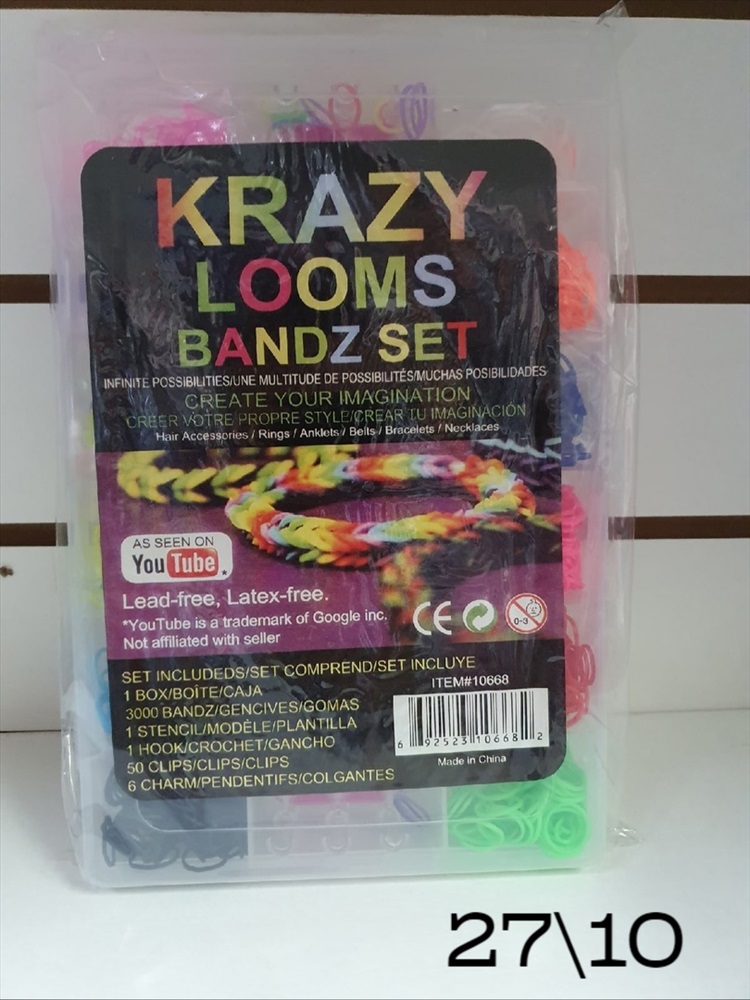 KRAZY
LOOMS
BANDZ SET
INFINITE POSSIBILITIES/UNE MULTITUDE DE POSSIBILITÉS/MUCHAS POSIBILIDADES
CREATE YOUR IMAGINATION
CREER VOTRE PROPRE STYLE/CREAR TU IMAGINACION
Hair Accessories / Rings / Anklets / Belts / Bracelets / Necklaces
AS SEEN ON
YouTube *
Lead-free, Latex-free.
*YouTube is a trademark of Google inc.
Not affiliated with seller
CE
0-3
SET INCLUDEDS/SET COMPREND/SET INCLUYE
1 BOX/BOÎTE/CAJA
3000 BANDZ/GENCIVES/GOMAS
1 STENCIL/MODÈLE/PLANTILLA
1 HOOK/CROCHET/GANCHO
50 CLIPS/CLIPS/CLIPS
6 CHARM/PENDENTIFS/COLGANTES
ITEM#10668
6 92523 10668 2
Made in China
27\10